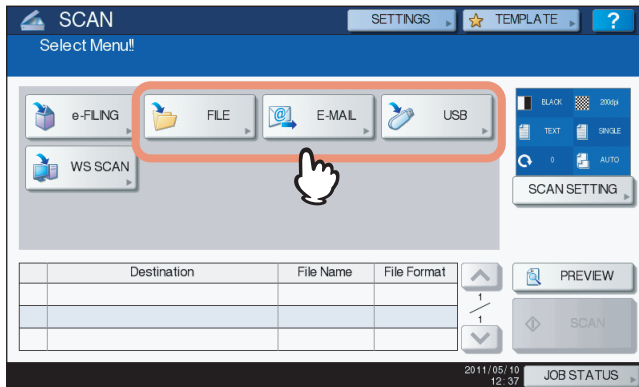 SCAN
SETTINGS
TEMPLATE
?
Select Menu!!
e-FILING
FILE
E-MAIL
USB
WS SCAN
BLACK
200dpi
TEXT
SINGLE
0
AUTO
SCAN SETTING
Destination File Name File Format
1
1
PREVIEW
SCAN
2011/05/10
12:37
JOB STATUS